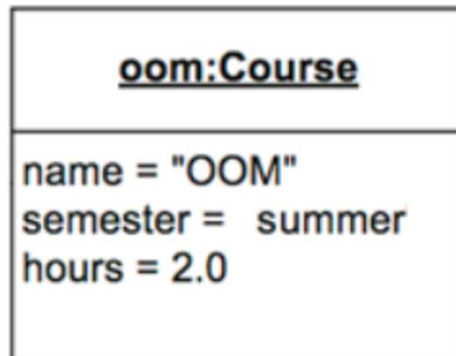 oom:Course
name = "OOM"
semester = summer
hours = 2.0